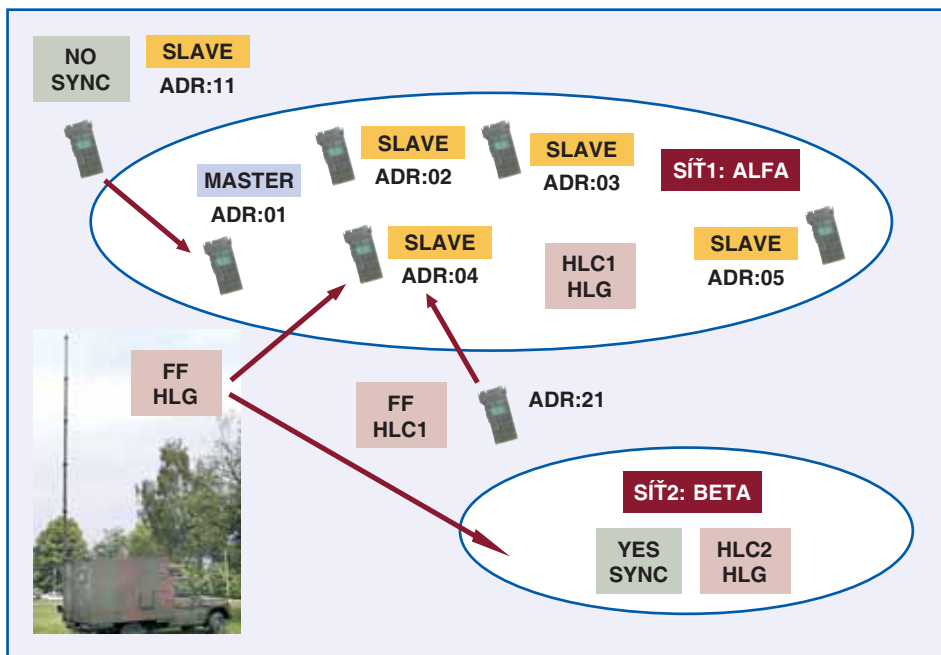 NO
SYNC
SLAVE
ADR:11
SLAVE
ADR:02
SLAVE
ADR:03
SÍŤ1: ALFA
MASTER
ADR:01
SLAVE
ADR:04
HLC1
HLG
SLAVE
ADR:05
FF
HLG
FF
HLC1
ADR:21
SÍŤ2: BETA
YES
SYNC
HLC2
HLG